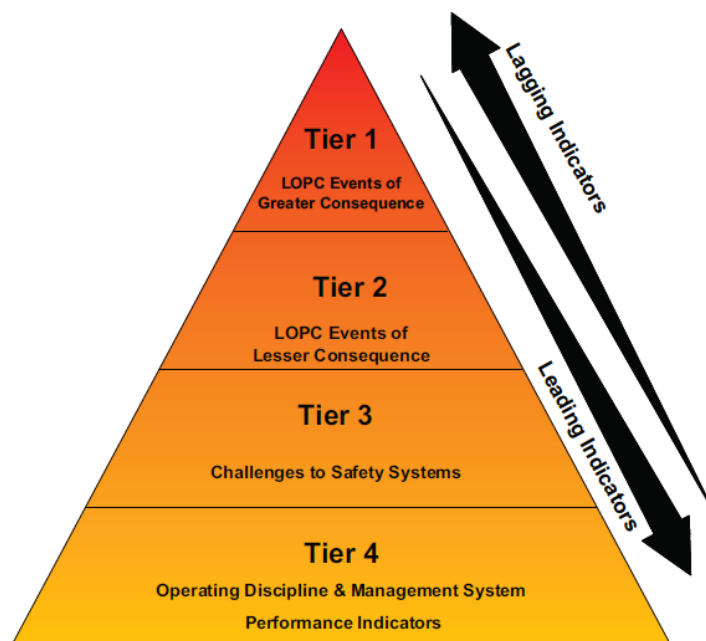 Tier 1
LOPC Events of
Greater Consequence
Tier 2
LOPC Events of
Lesser Consequence
Tier 3
Challenges to Safety Systems
Tier 4
Operating Discipline & Management System
Performance Indicators
Lagging Indicators
Leading Indicators